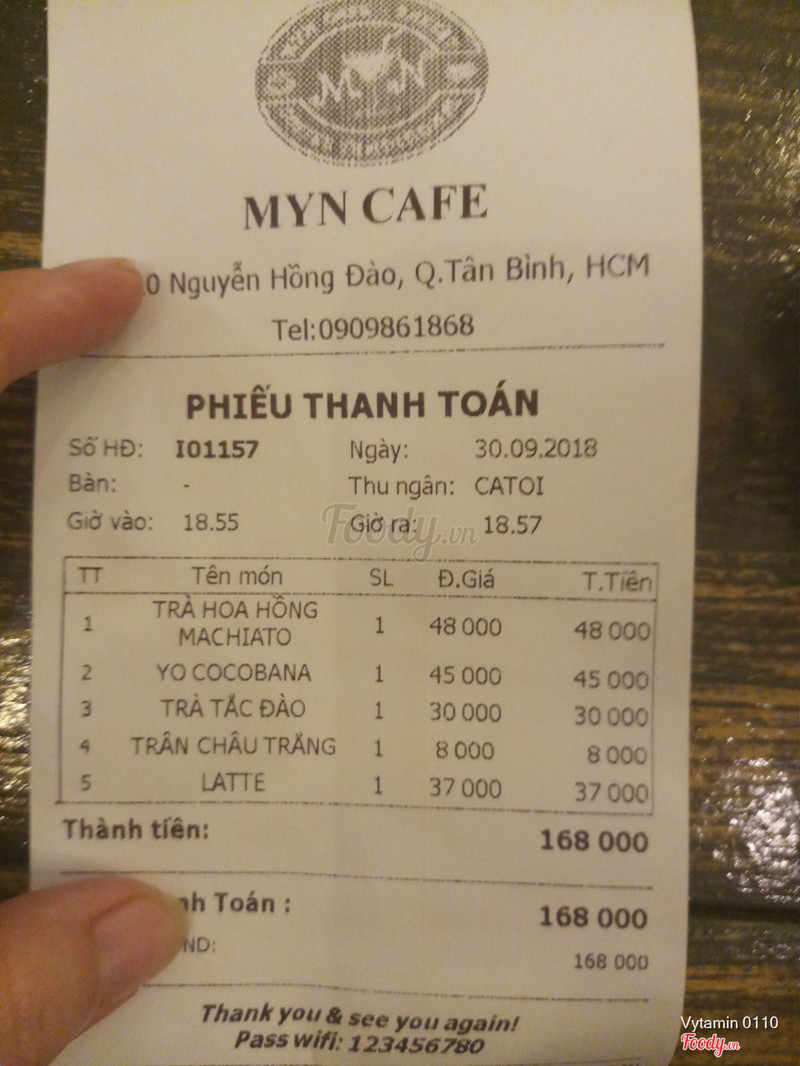 MYN
MYN CAFE
0 Nguyễn Hồng Đào, Q.Tân Bình, HCM
Tel:0909861868
PHIẾU THANH TOÁN
Số HĐ: I01157 Ngày: 30.09.2018
Bàn: - Thu ngân: CATOI
Giờ vào: 18.55 Giờ ra: 18.57
Foody.vn
TT Tên món SL Đ.Giá T.Tiền
1 TRÀ HOA HỒNG MACHIATO 1 48 000 48 000
2 YO COCOBANA 1 45 000 45 000
3 TRÀ TẮC ĐÀO 1 30 000 30 000
4 TRÂN CHÂU TRẮNG 1 8 000 8 000
5 LATTE 1 37 000 37 000
Thành tiền: 168 000
nh Toán : 168 000
ND: 168 000
Thank you & see you again!
Pass wifi: 123456780
Vytamin 0110
Foody.vn